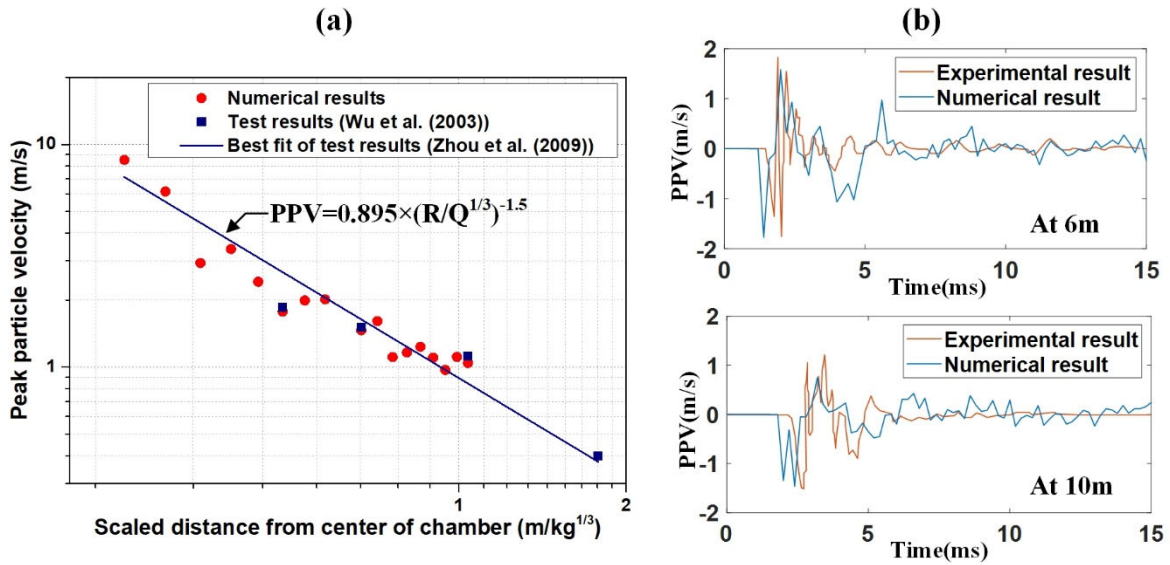 (a)
Peak particle velocity (m/s)
10
1
Numerical results
Test results (Wu et al. (2003))
Best fit of test results (Zhou et al. (2009))
PPV=0.895×(R/Q^{1/3})^{-1.5}
1
2
Scaled distance from center of chamber (m/kg^{1/3})
(b)
PPV(m/s)
2
1
0
-1
-2
Experimental result
Numerical result
At 6m
0
5
10
15
Time(ms)
PPV(m/s)
2
1
0
-1
-2
Experimental result
Numerical result
At 10m
0
5
10
15
Time(ms)